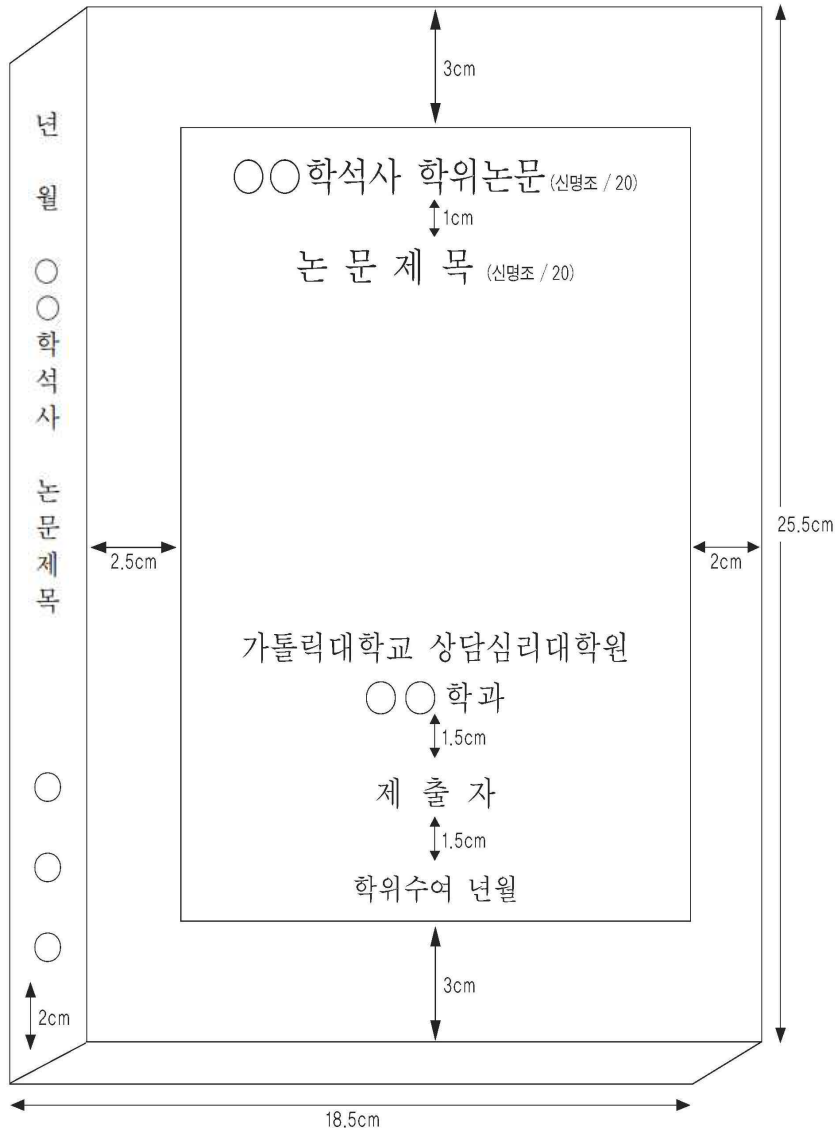 년
월
○○학석사
논문제목
○
○
○
2cm
3cm
○○학석사 학위논문 (신명조 / 20)
1cm
논 문 제 목 (신명조 / 20)
2.5cm
2cm
25.5cm
가톨릭대학교 상담심리대학원
○○학과
1.5cm
제 출 자
1.5cm
학위수여 년월
3cm
18.5cm